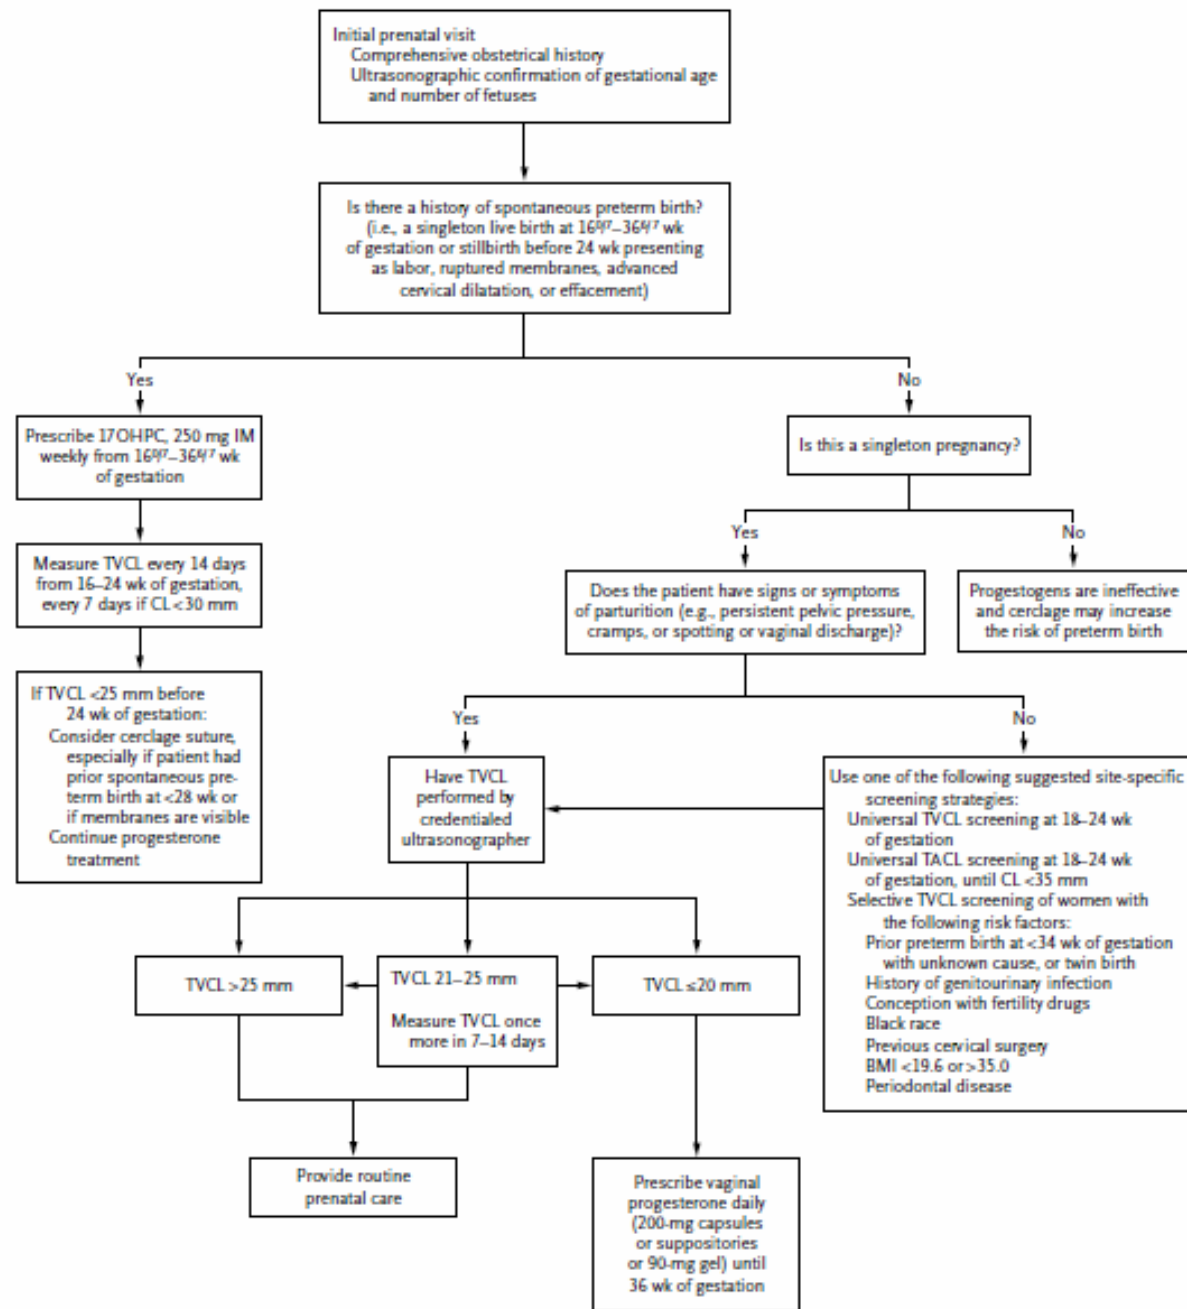 Initial prenatal visit
Comprehensive obstetrical history
Ultrasonographic confirmation of gestational age
and number of fetuses
Is there a history of spontaneous preterm birth?
(i.e., a singleton live birth at 16⁰/⁷–36⁶/⁷ wk
of gestation or stillbirth before 24 wk presenting
as labor, ruptured membranes, advanced
cervical dilatation, or effacement)
Yes
No
Prescribe 17OHPC, 250 mg IM
weekly from 16⁰/⁷–36⁶/⁷ wk
of gestation
Is this a singleton pregnancy?
Yes
No
Measure TVCL every 14 days
from 16–24 wk of gestation,
every 7 days if CL <30 mm
Does the patient have signs or symptoms
of parturition (e.g., persistent pelvic pressure,
cramps, or spotting or vaginal discharge)?
Progestogens are ineffective
and cerclage may increase
the risk of preterm birth
If TVCL <25 mm before
24 wk of gestation:
Consider cerclage suture,
especially if patient had
prior spontaneous pre-
term birth at <28 wk or
if membranes are visible
Continue progesterone
treatment
Yes
No
Have TVCL
performed by
credentialed
ultrasonographer
Use one of the following suggested site-specific
screening strategies:
Universal TVCL screening at 18–24 wk
of gestation
Universal TACL screening at 18–24 wk
of gestation, until CL <35 mm
Selective TVCL screening of women with
the following risk factors:
Prior preterm birth at <34 wk of gestation
with unknown cause, or twin birth
History of genitourinary infection
Conception with fertility drugs
Black race
Previous cervical surgery
BMI <19.6 or >35.0
Periodontal disease
TVCL >25 mm
TVCL 21–25 mm
Measure TVCL once
more in 7–14 days
TVCL ≤20 mm
Provide routine
prenatal care
Prescribe vaginal
progesterone daily
(200-mg capsules
or suppositories
or 90-mg gel) until
36 wk of gestation